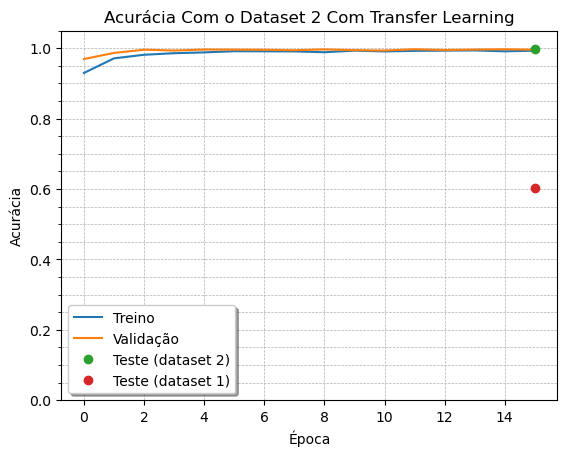 Acurácia Com o Dataset 2 Com Transfer Learning
1.0
0.8
0.6
0.4
0.2
0.0
Acurácia
Treino
Validação
Teste (dataset 2)
Teste (dataset 1)
0 2 4 6 8 10 12 14
Época